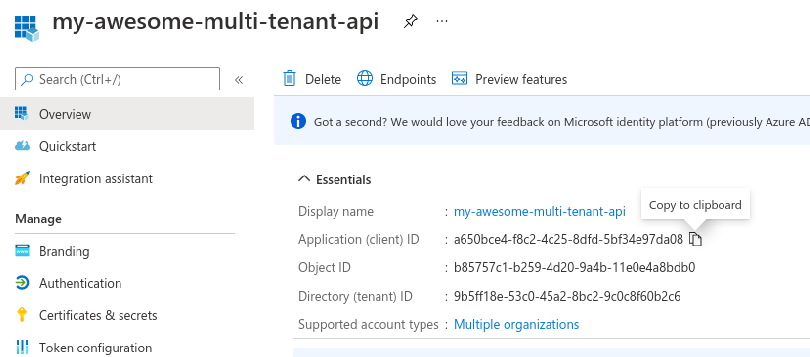 my-awesome-multi-tenant-api
Search (Ctrl+/)
Overview
Quickstart
Integration assistant
Manage
Branding
Authentication
Certificates & secrets
Token configuration
Delete Endpoints Preview features
Got a second? We would love your feedback on Microsoft identity platform (previously Azure AD
Essentials
Copy to clipboard
Display name : my-awesome-multi-tenant-api
Application (client) ID : a650bce4-f8c2-4c25-8dfd-5bf34e97da08
Object ID : b85757c1-b259-4d20-9a4b-11e0e4a8bdb0
Directory (tenant) ID : 9b5ff18e-53c0-45a2-8bc2-9c0c8f60b2c6
Supported account types : Multiple organizations